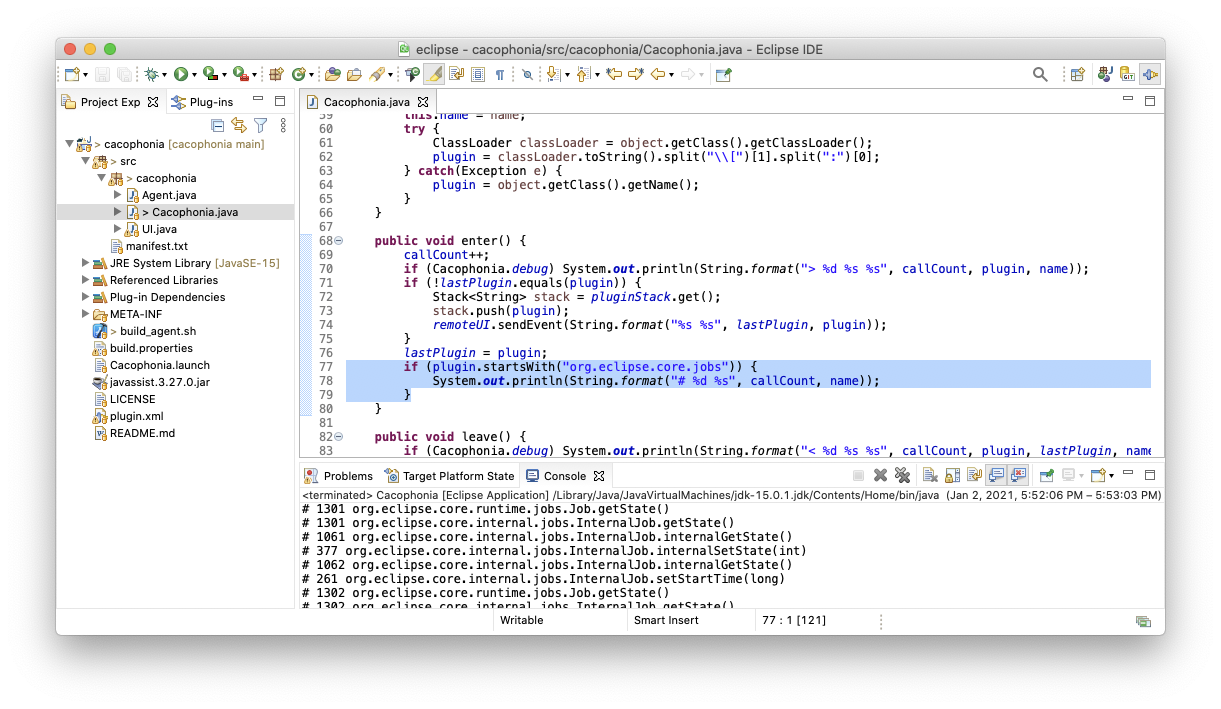 eclipse - cacophonia/src/cacophonia/Cacophonia.java - Eclipse IDE
Project Exp
Plug-ins
> cacophonia [cacophonia main]
> src
> cacophonia
Agent.java
> Cacophonia.java
UI.java
manifest.txt
JRE System Library [JavaSE-15]
Referenced Libraries
Plug-in Dependencies
META-INF
> build_agent.sh
build.properties
Cacophonia.launch
javassist.3.27.0.jar
LICENSE
plugin.xml
README.md
Cacophonia.java
59 this.name = name;
60 try {
61 ClassLoader classLoader = object.getClass().getClassLoader();
62 plugin = classLoader.toString().split("\\[")[1].split(":")[0];
63 } catch(Exception e) {
64 plugin = object.getClass().getName();
65 }
66 }
67
68 public void enter() {
69 callCount++;
70 if (Cacophonia.debug) System.out.println(String.format("> %d %s %s", callCount, plugin, name));
71 if (!lastPlugin.equals(plugin)) {
72 Stack<String> stack = pluginStack.get();
73 stack.push(plugin);
74 remoteUI.sendEvent(String.format("%s %s", lastPlugin, plugin));
75 }
76 lastPlugin = plugin;
77 if (plugin.startsWith("org.eclipse.core.jobs")) {
78 System.out.println(String.format("# %d %s", callCount, name));
79 }
80 }
81
82 public void leave() {
83 if (Cacophonia.debug) System.out.println(String.format("< %d %s %s", callCount, plugin, lastPlugin, name
Problems
Target Platform State
Console
<terminated> Cacophonia [Eclipse Application] /Library/Java/JavaVirtualMachines/jdk-15.0.1.jdk/Contents/Home/bin/java (Jan 2, 2021, 5:52:06 PM – 5:53:03 PM)
# 1301 org.eclipse.core.runtime.jobs.Job.getState()
# 1301 org.eclipse.core.internal.jobs.InternalJob.getState()
# 1061 org.eclipse.core.internal.jobs.InternalJob.internalGetState()
# 377 org.eclipse.core.internal.jobs.InternalJob.internalSetState(int)
# 1062 org.eclipse.core.internal.jobs.InternalJob.internalGetState()
# 261 org.eclipse.core.internal.jobs.InternalJob.setStartTime(long)
# 1302 org.eclipse.core.runtime.jobs.Job.getState()
# 1302 org.eclipse.core.internal.jobs.InternalJob.getState()
Writable
Smart Insert
77 : 1 [121]